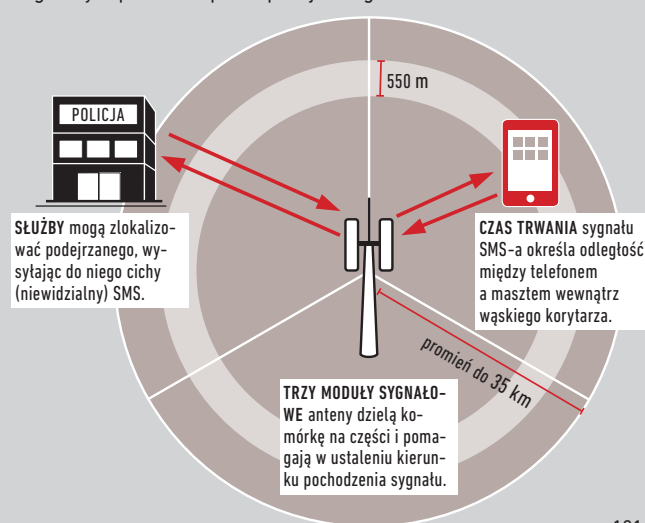 550 m
POLICJA
SŁUŻBY mogą zlokalizo-
wać podejrzanego, wy-
syłając do niego cichy
(niewidzialny) SMS.
CZAS TRWANIA sygnału
SMS-a określa odległość
między telefonem
a masztem wewnątrz
wąskiego korytarza.
promień do 35 km
TRZY MODUŁY SYGNAŁO-
WE anteny dzielą ko-
mórkę na części i poma-
gają w ustaleniu kierun-
ku pochodzenia sygnału.